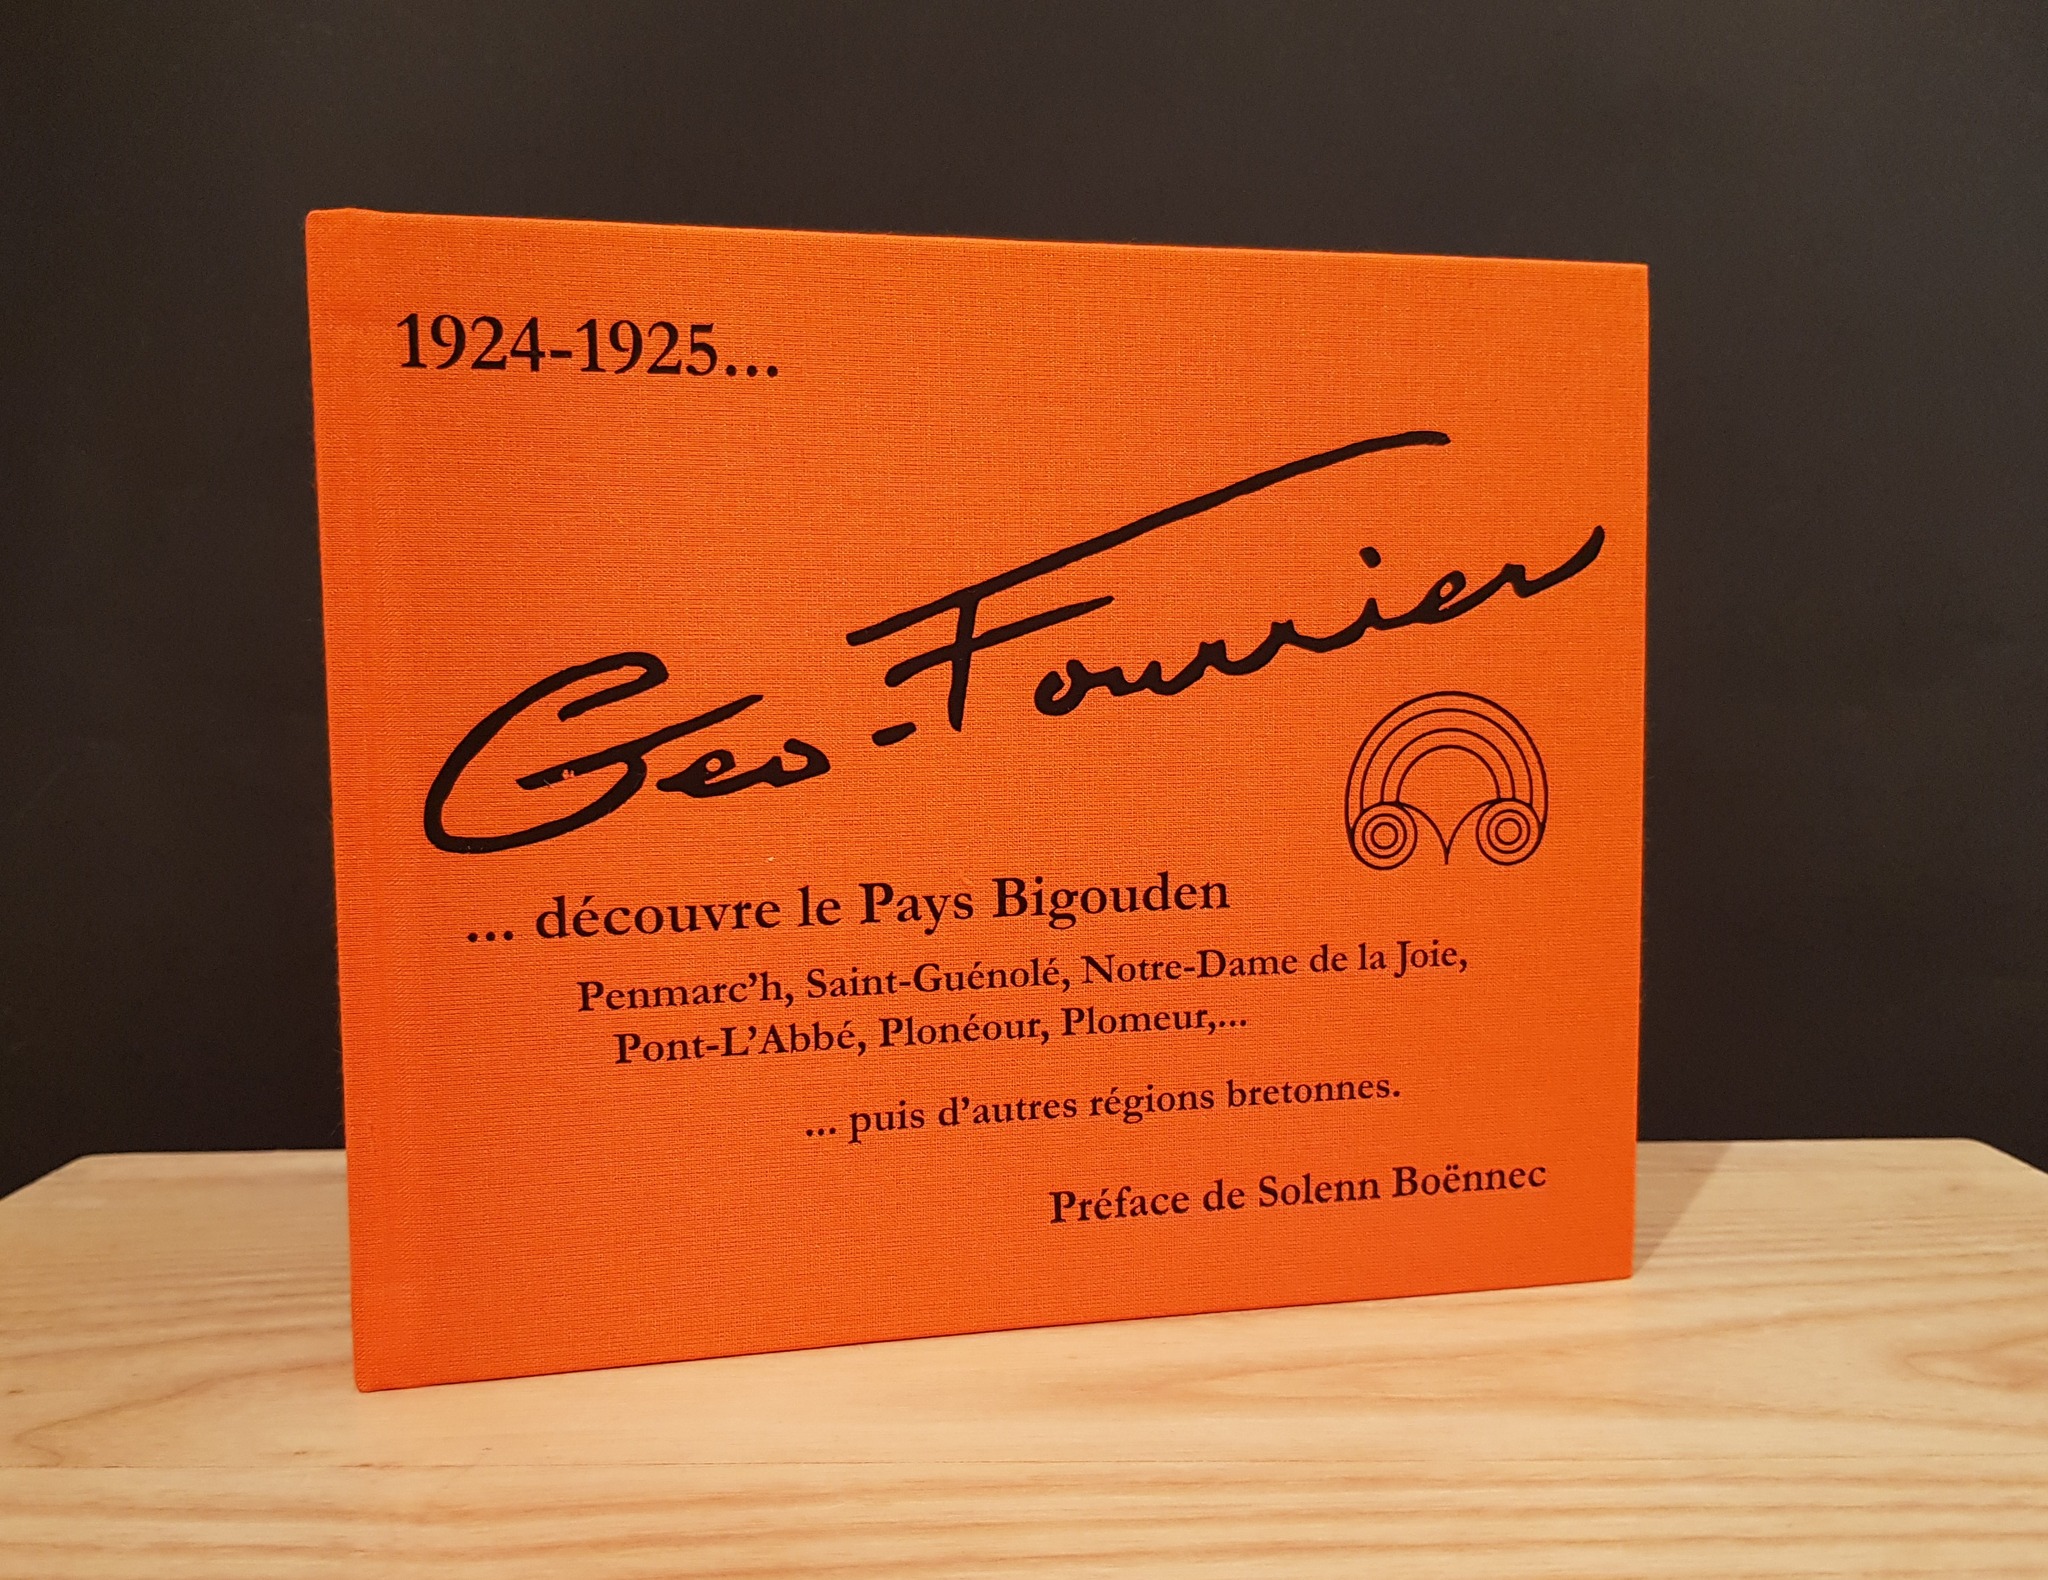 1924-1925...
Géo-Fourrier
... découvre le Pays Bigouden
Penmarc’h, Saint-Guénolé, Notre-Dame de la Joie,
Pont-L’Abbé, Plonéour, Plomeur,...
... puis d’autres régions bretonnes.
Préface de Solenn Boënnec